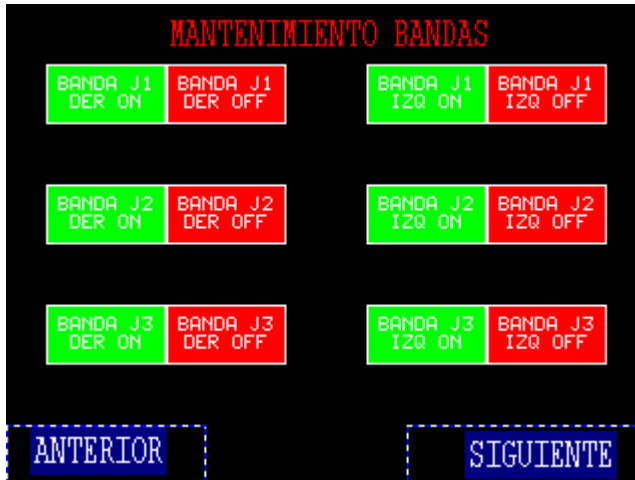 MANTENIMIENTO BANDAS
BANDA J1 BANDA J1 BANDA J1 BANDA J1
DER ON DER OFF IZQ ON IZQ OFF
BANDA J2 BANDA J2 BANDA J2 BANDA J2
DER ON DER OFF IZQ ON IZQ OFF
BANDA J3 BANDA J3 BANDA J3 BANDA J3
DER ON DER OFF IZQ ON IZQ OFF
ANTERIOR SIGUIENTE